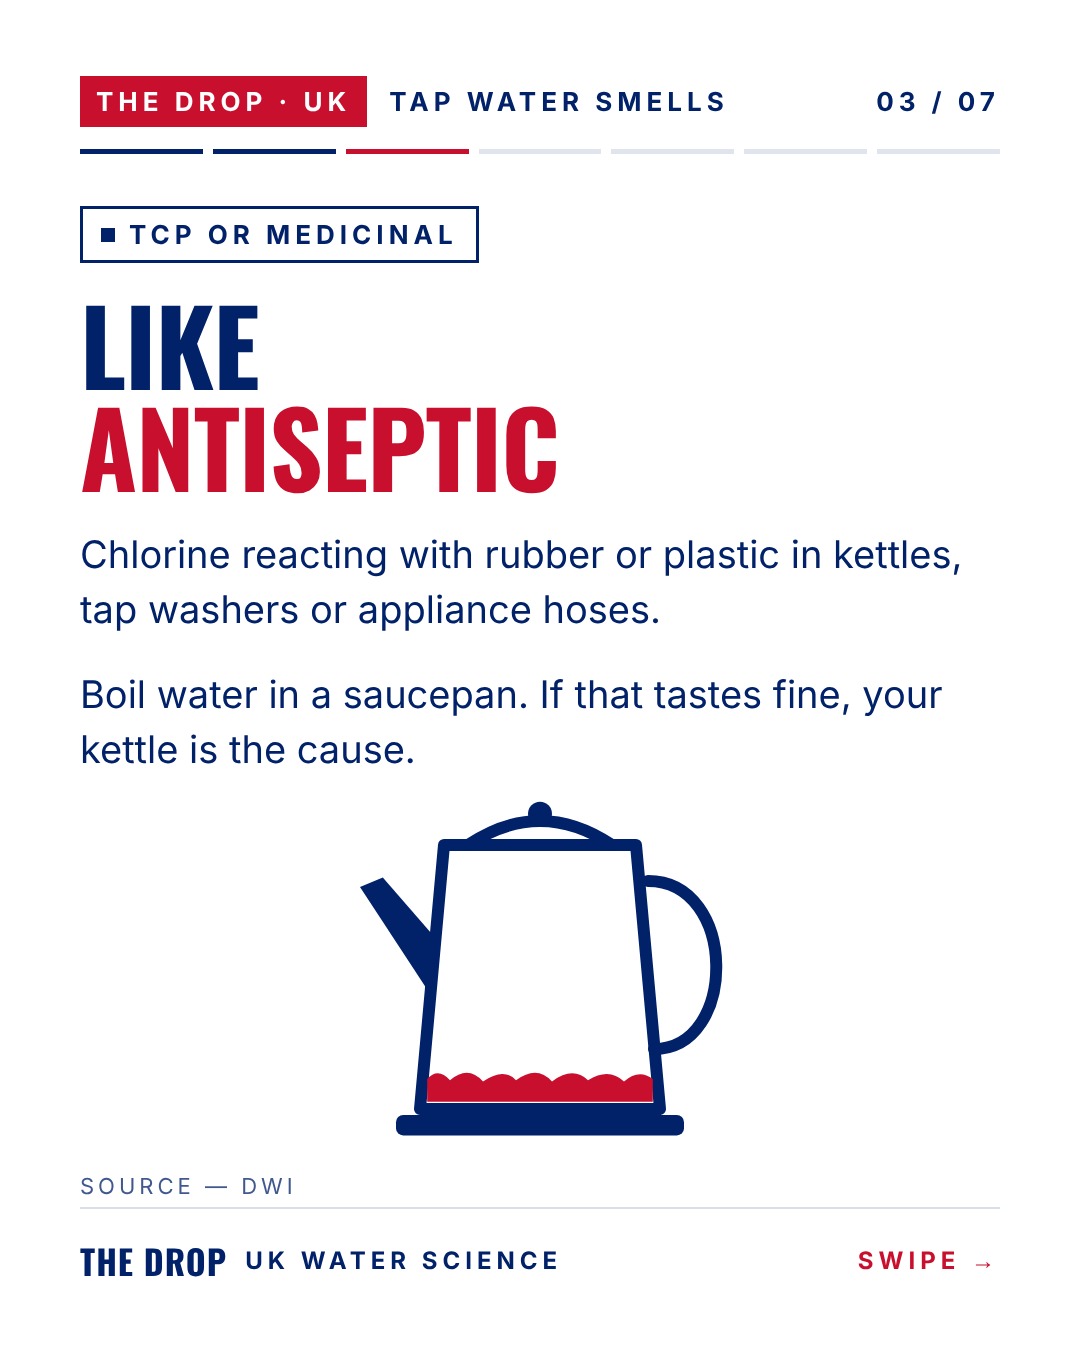 THE DROP · UK TAP WATER SMELLS 03 / 07
TCP OR MEDICINAL
LIKE
ANTISEPTIC
Chlorine reacting with rubber or plastic in kettles,
tap washers or appliance hoses.
Boil water in a saucepan. If that tastes fine, your
kettle is the cause.
SOURCE — DWI
THE DROP UK WATER SCIENCE SWIPE →